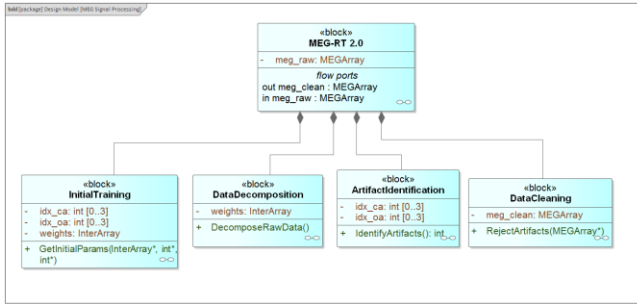 bdd [package] Design Model [MEG Signal Processing]
«block»
MEG-RT 2.0
- meg_raw: MEGArray
flow ports
out meg_clean : MEGArray
in meg_raw : MEGArray
«block»
InitialTraining
- idx_ca: int [0..3]
- idx_oa: int [0..3]
- weights: InterArray
+ GetInitialParams(InterArray*, int*,
int*)
«block»
DataDecomposition
- weights: InterArray
+ DecomposeRawData()
«block»
ArtifactIdentification
- idx_ca: int [0..3]
- idx_oa: int [0..3]
+ IdentifyArtifacts(): int
«block»
DataCleaning
- meg_clean: MEGArray
+ RejectArtifacts(MEGArray*)